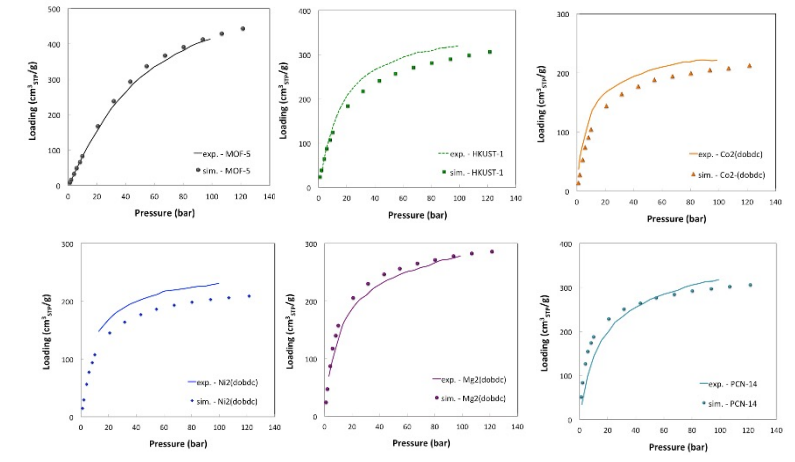 500
400
300
200
100
0
Loading (cm³STP/g)
exp. - MOF-5
sim. - MOF-5
0 20 40 60 80 100 120 140
Pressure (bar)
400
300
200
100
0
Loading (cm³STP/g)
exp. - HKUST-1
sim. - HKUST-1
0 20 40 60 80 100 120 140
Pressure (bar)
300
200
100
0
Loading (cm³STP/g)
exp. - Co2(dobdc)
sim. - Co2-(dobdc)
0 20 40 60 80 100 120 140
Pressure (bar)
300
200
100
0
Loading (cm³STP/g)
exp. - Ni2(dobdc)
sim. - Ni2(dobdc)
0 20 40 60 80 100 120 140
Pressure (bar)
300
200
100
0
Loading (cm³STP/g)
exp. - Mg2(dobdc)
sim. - Mg2(dobdc)
0 20 40 60 80 100 120 140
Pressure (bar)
400
300
200
100
0
Loading (cm³STP/g)
exp. - PCN-14
sim. - PCN-14
0 20 40 60 80 100 120 140
Pressure (bar)